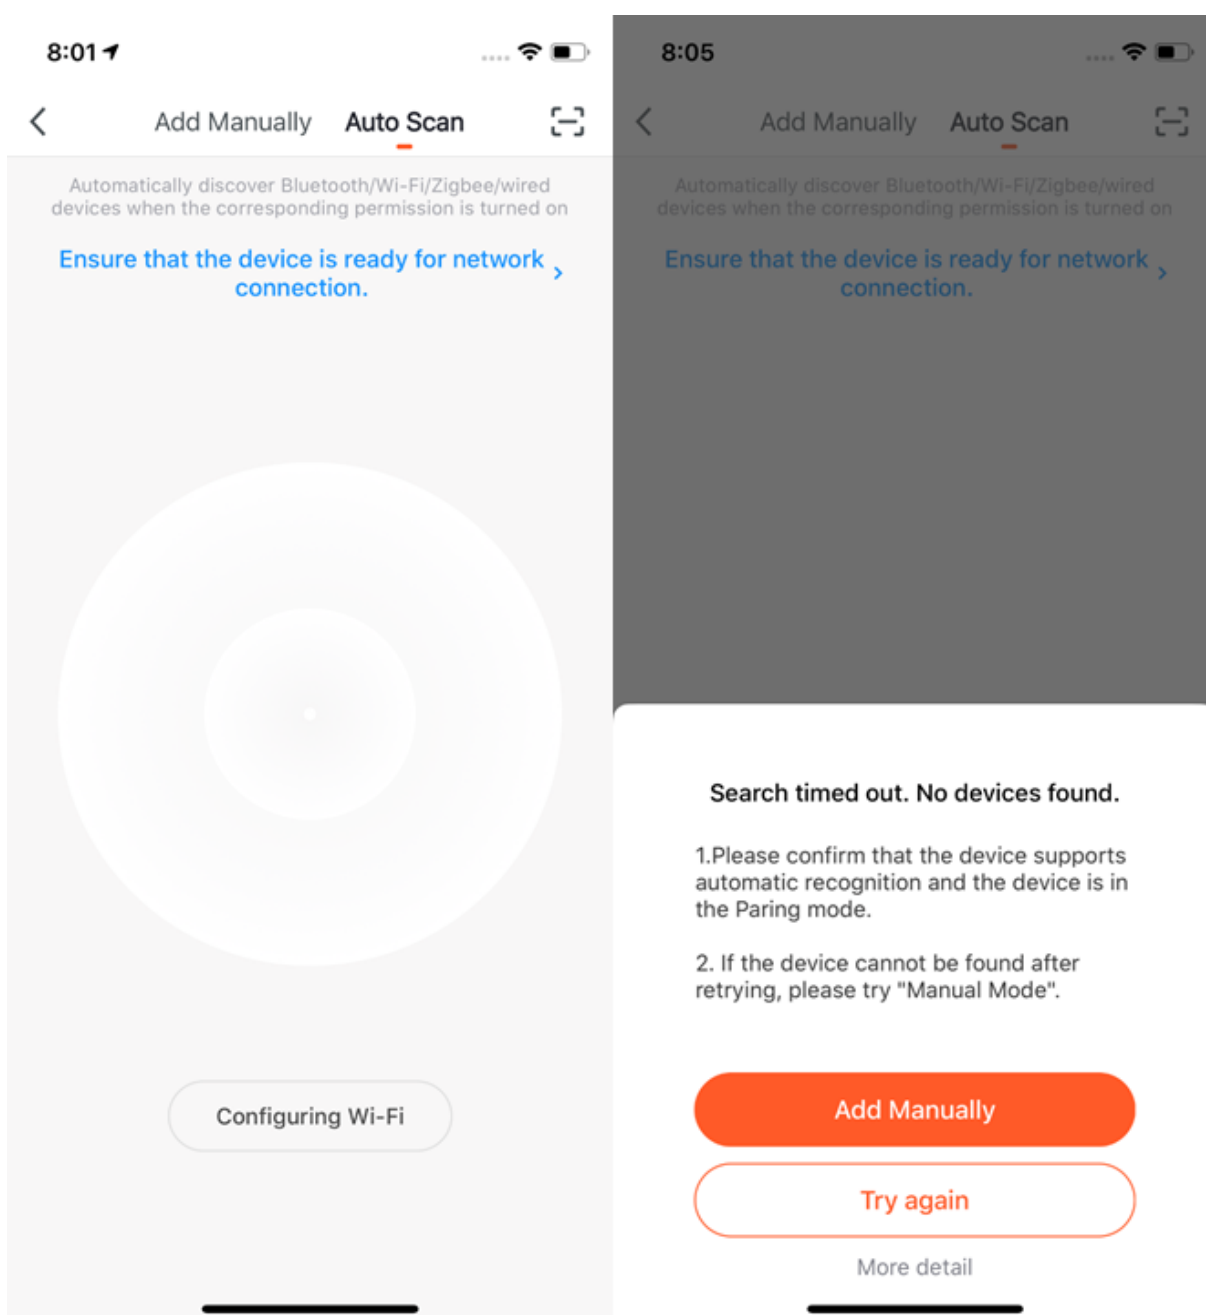 8:01
Add Manually
Auto Scan
Automatically discover Bluetooth/Wi-Fi/Zigbee/wired
devices when the corresponding permission is turned on
Ensure that the device is ready for network
connection.
Configuring Wi-Fi
8:05
Add Manually
Auto Scan
Automatically discover Bluetooth/Wi-Fi/Zigbee/wired
devices when the corresponding permission is turned on
Ensure that the device is ready for network
connection.
Search timed out. No devices found.
1.Please confirm that the device supports
automatic recognition and the device is in
the Paring mode.
2. If the device cannot be found after
retrying, please try "Manual Mode".
Add Manually
Try again
More detail